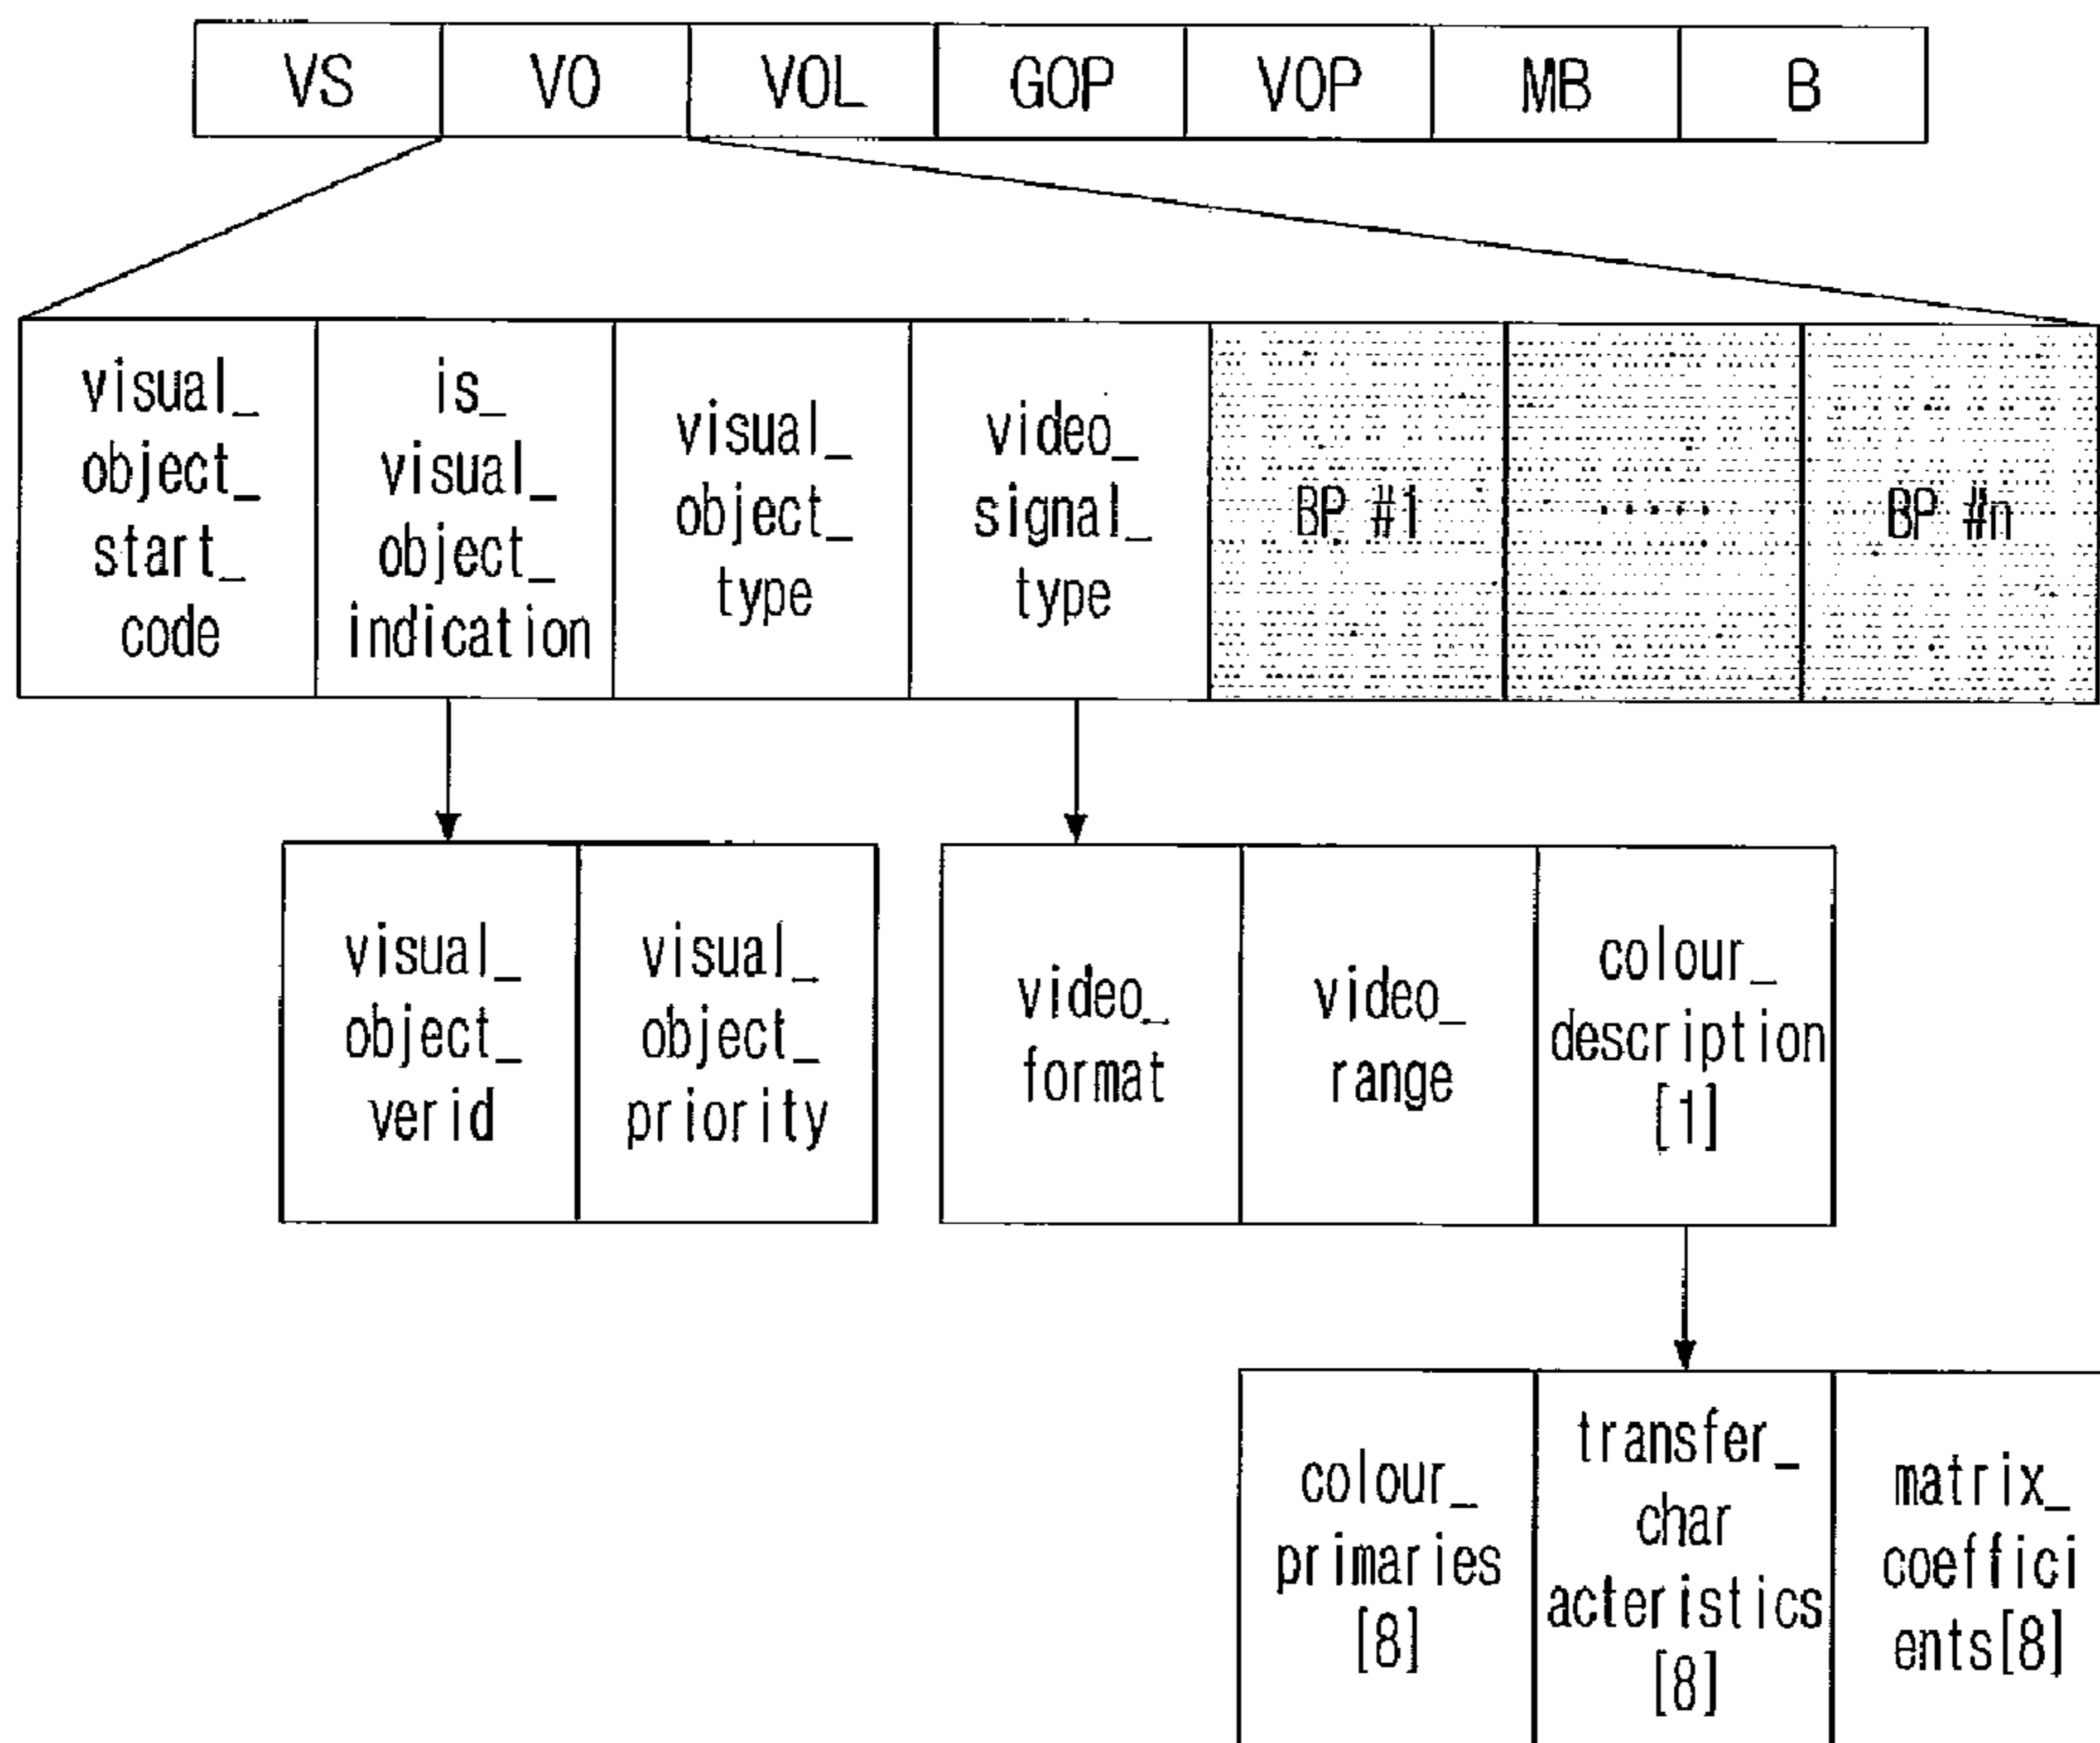 VS VO VOL GOP VOP MB B
visual_
object_
start_
code
is_
visual_
object_
indication
visual_
object_
type
video_
signal_
type
BP #1
.....
BP #n
visual_
object_
verid
visual_
object_
priority
video_
format
video_
range
colour_
description
[1]
colour_
primaries
[8]
transfer_
char
acteristics
[8]
matrix_
coeffici
ents[8]